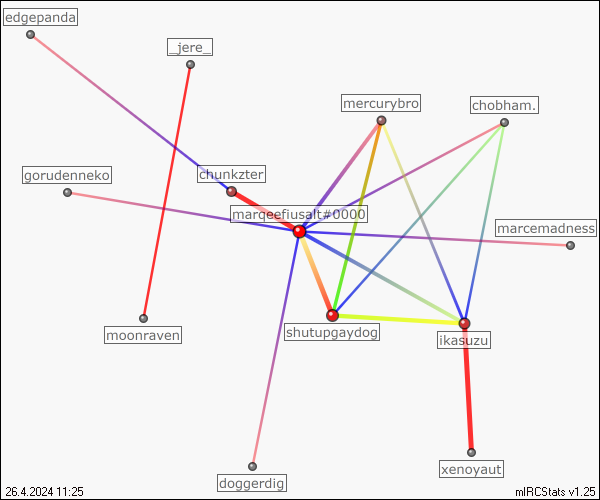 edgepanda
_jere_
mercurybro
chobham.
gorudenneko
chunkzter
marqeefiusalt#0000
marcemadness
moonraven
shutupgaydog
ikasuzu
doggerdig
xenoyaut
26.4.2024 11:25
mIRCStats v1.25